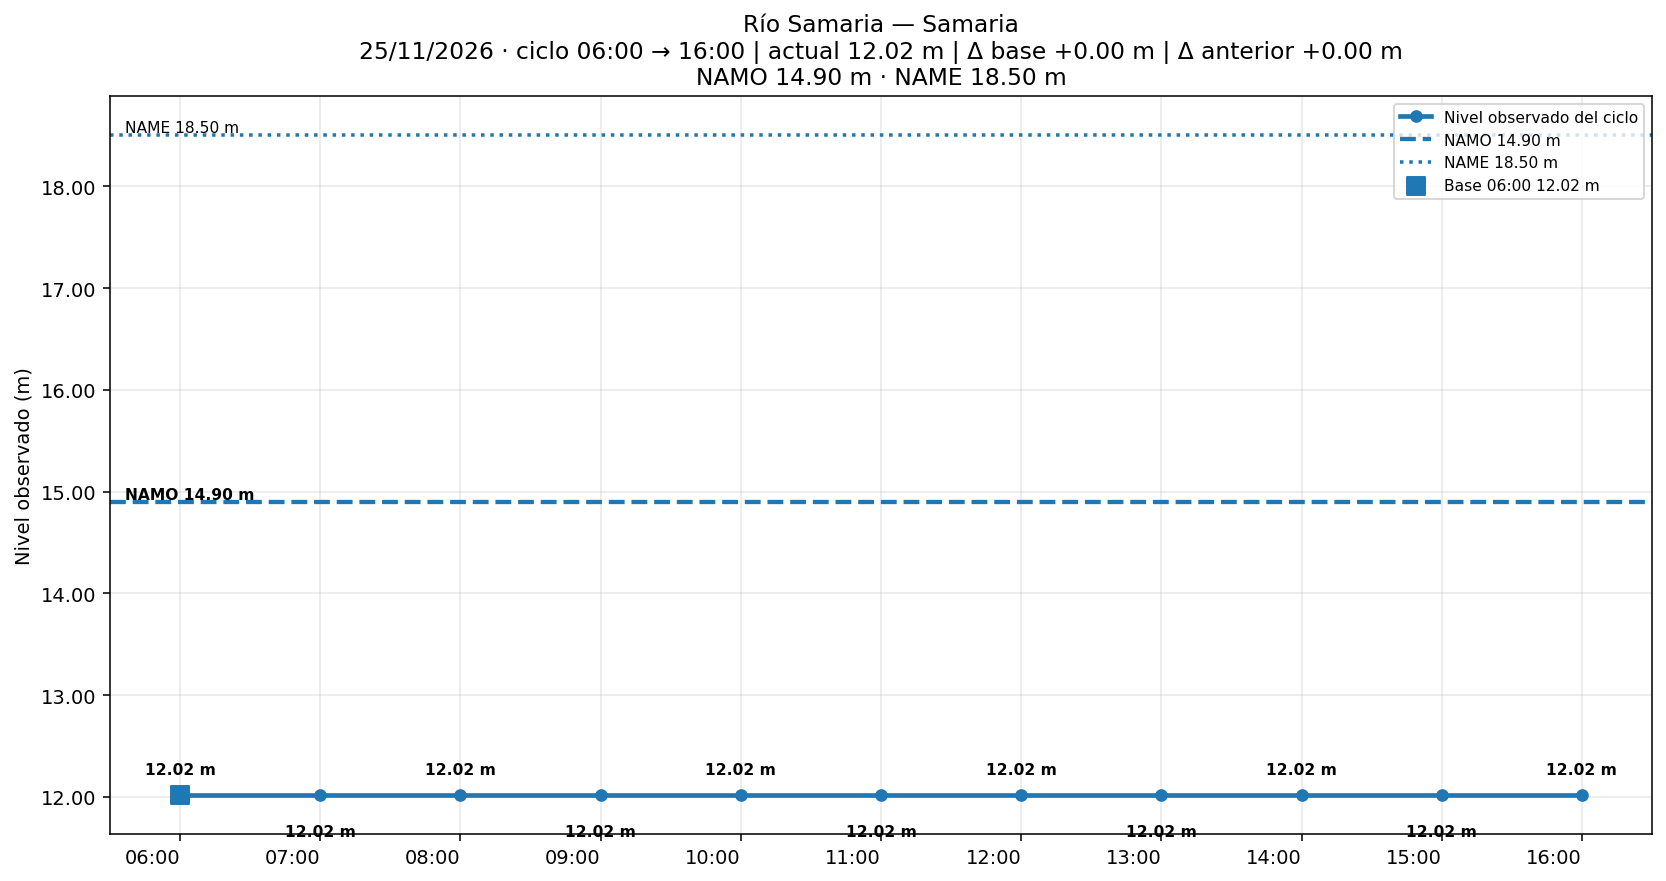 Río Samaria — Samaria
25/11/2026 · ciclo 06:00 → 16:00 | actual 12.02 m | Δ base +0.00 m | Δ anterior +0.00 m
NAMO 14.90 m · NAME 18.50 m
NAME 18.50 m
Nivel observado del ciclo
NAMO 14.90 m
NAME 18.50 m
Base 06:00 12.02 m
Nivel observado (m)
18.00
17.00
16.00
15.00
NAMO 14.90 m
14.00
13.00
12.00
12.02 m 12.02 m 12.02 m 12.02 m 12.02 m 12.02 m
12.02 m 12.02 m 12.02 m 12.02 m 12.02 m
06:00 07:00 08:00 09:00 10:00 11:00 12:00 13:00 14:00 15:00 16:00